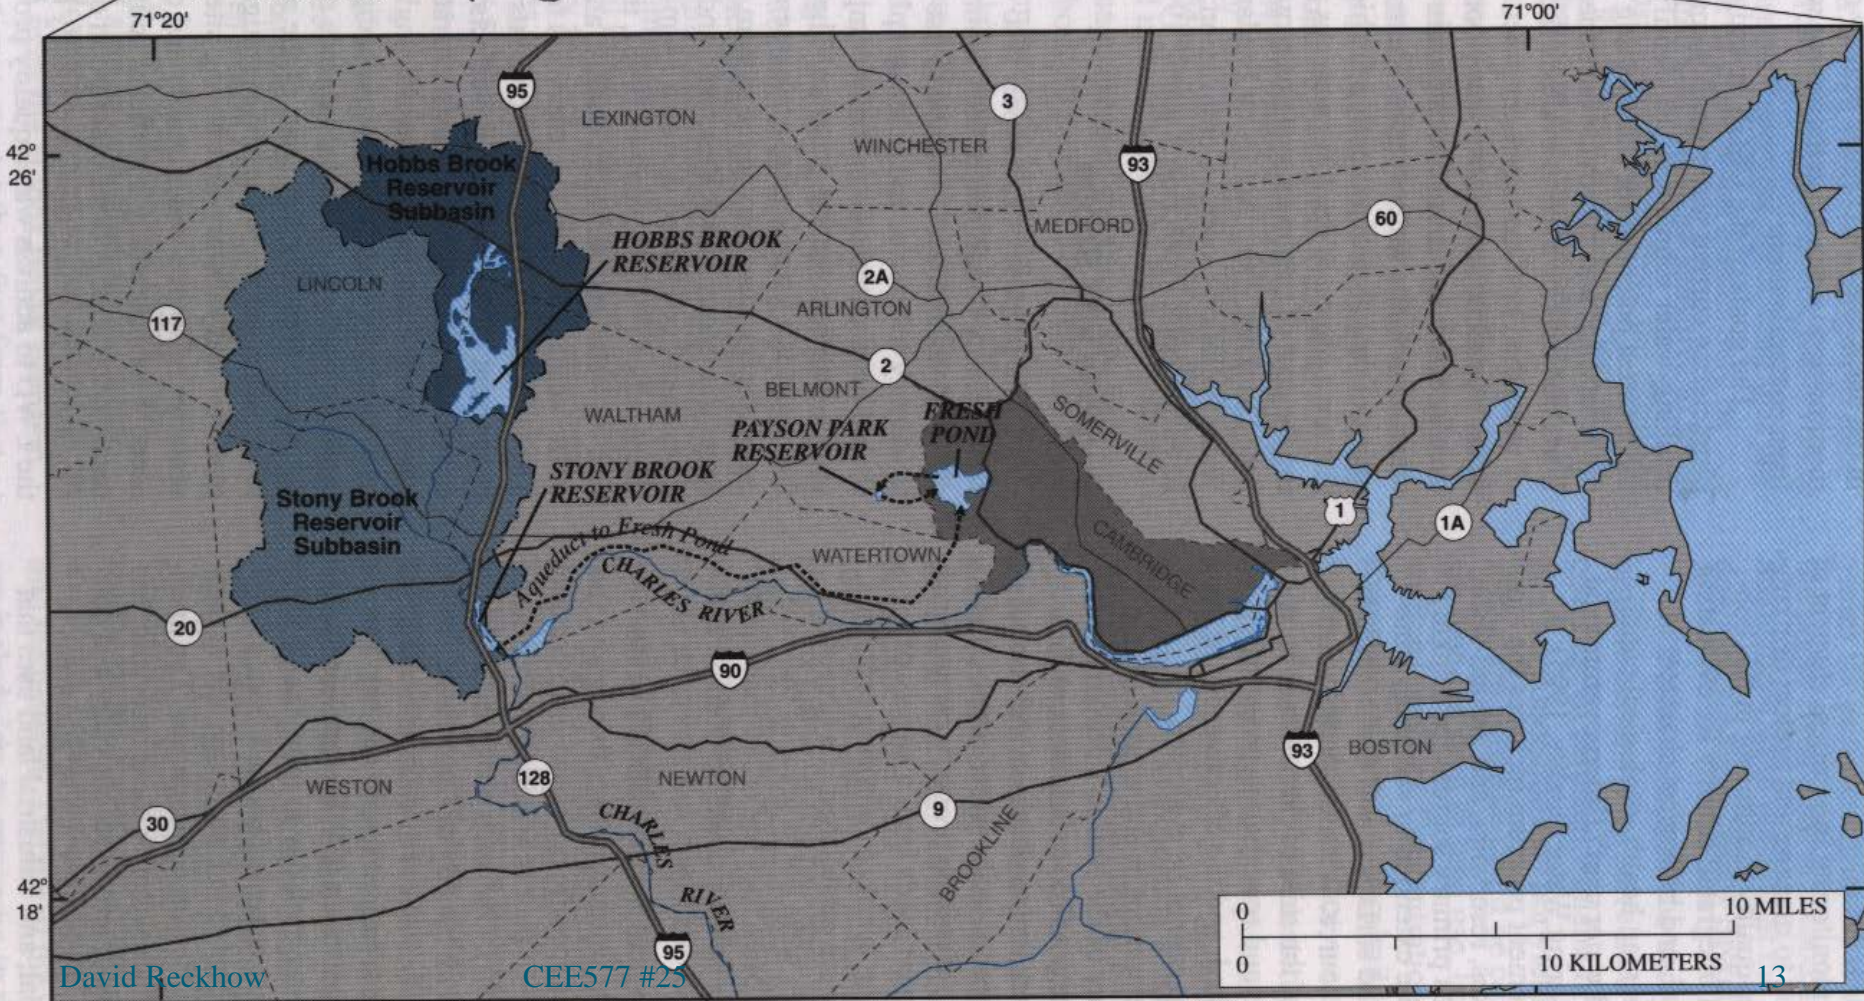 71°20'
71°00'
42°
26'
95
LEXINGTON
3
WINCHESTER
93
Hobbs Brook
Reservoir
Subbasin
MEDFORD
60
HOBBS BROOK
RESERVOIR
LINCOLN
2A
ARLINGTON
117
2
BELMONT
WALTHAM
SOMERVILLE
FRESH
POND
PAYSON PARK
RESERVOIR
STONY BROOK
RESERVOIR
Stony Brook
Reservoir
Subbasin
1
1A
Aqueduct to Fresh Pond
WATERTOWN
CAMBRIDGE
CHARLES RIVER
20
90
93
BOSTON
WESTON
128
NEWTON
30
CHARLES
RIVER
9
BROOKLINE
42°
18'
95
0
10 MILES
0
10 KILOMETERS
David Reckhow
CEE577 #25
13